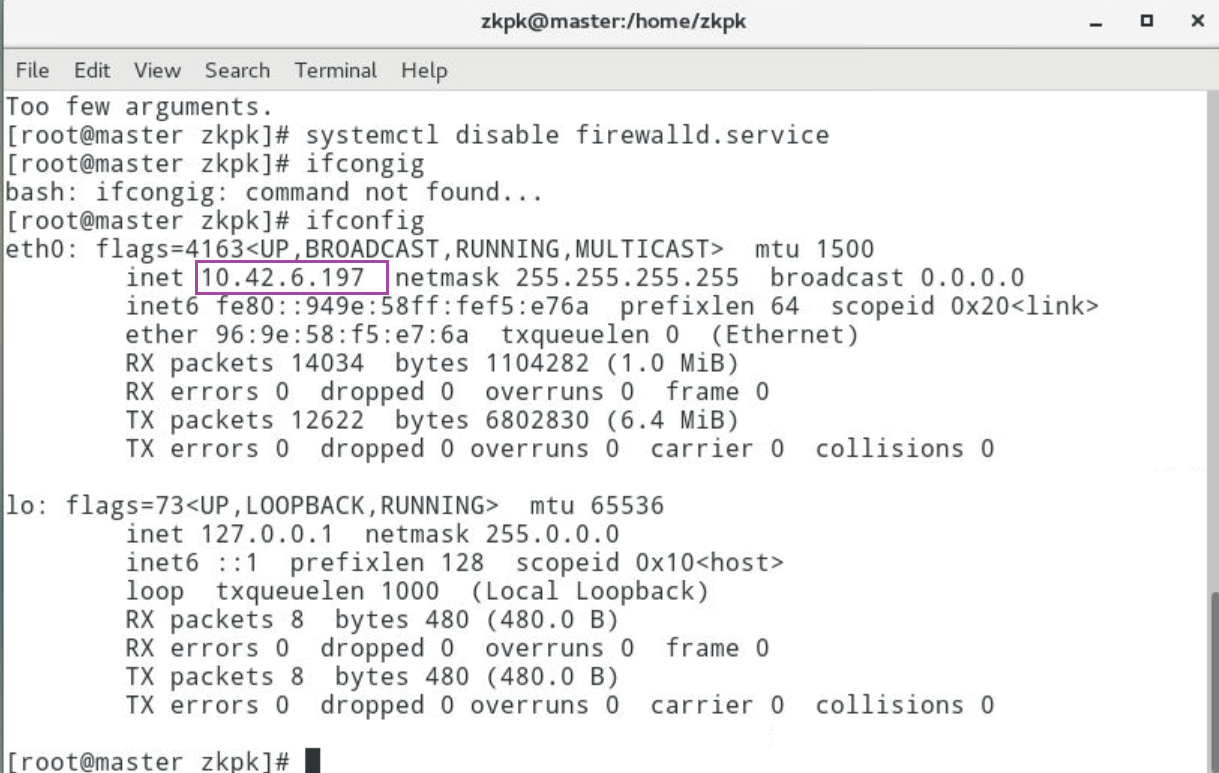 zkpk@master:/home/zkpk
File Edit View Search Terminal Help
Too few arguments.
[root@master zkpk]# systemctl disable firewalld.service
[root@master zkpk]# ifcongig
bash: ifcongig: command not found...
[root@master zkpk]# ifconfig
eth0: flags=4163<UP,BROADCAST,RUNNING,MULTICAST>  mtu 1500
        inet 10.42.6.197  netmask 255.255.255.255  broadcast 0.0.0.0
        inet6 fe80::949e:58ff:fef5:e76a  prefixlen 64  scopeid 0x20<link>
        ether 96:9e:58:f5:e7:6a  txqueuelen 0  (Ethernet)
        RX packets 14034  bytes 1104282 (1.0 MiB)
        RX errors 0  dropped 0  overruns 0  frame 0
        TX packets 12622  bytes 6802830 (6.4 MiB)
        TX errors 0  dropped 0 overruns 0  carrier 0  collisions 0
lo: flags=73<UP,LOOPBACK,RUNNING>  mtu 65536
        inet 127.0.0.1  netmask 255.0.0.0
        inet6 ::1  prefixlen 128  scopeid 0x10<host>
        loop  txqueuelen 1000  (Local Loopback)
        RX packets 8  bytes 480 (480.0 B)
        RX errors 0  dropped 0  overruns 0  frame 0
        TX packets 8  bytes 480 (480.0 B)
        TX errors 0  dropped 0 overruns 0  carrier 0  collisions 0
[root@master zkpk]#